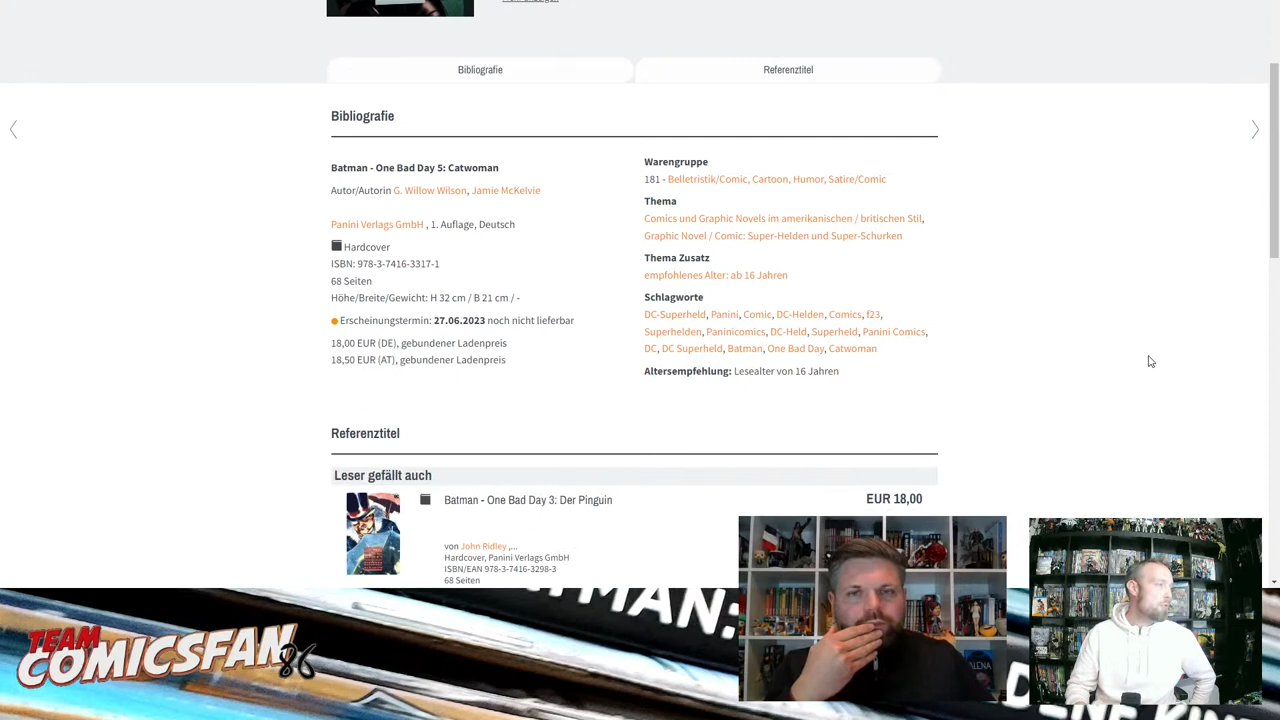 Bibliografie
Referenztitel
Bibliografie
Batman - One Bad Day 5: Catwoman
Autor/Autorin G. Willow Wilson, Jamie McKelvie
Panini Verlags GmbH , 1. Auflage, Deutsch
Hardcover
ISBN: 978-3-7416-3317-1
68 Seiten
Höhe/Breite/Gewicht: H 32 cm / B 21 cm / -
Erscheinungstermin: 27.06.2023 noch nicht lieferbar
18,00 EUR (DE), gebundener Ladenpreis
18,50 EUR (AT), gebundener Ladenpreis
Warengruppe
181 - Belletristik/Comic, Cartoon, Humor, Satire/Comic
Thema
Comics und Graphic Novels im amerikanischen / britischen Stil,
Graphic Novel / Comic: Super-Helden und Super-Schurken
Thema Zusatz
empfohlenes Alter: ab 16 Jahren
Schlagworte
DC-Superheld, Panini, Comic, DC-Helden, Comics, f23,
Superhelden, Paninicomics, DC-Held, Superheld, Panini Comics,
DC, DC Superheld, Batman, One Bad Day, Catwoman
Altersempfehlung: Lesealter von 16 Jahren
Referenztitel
Leser gefällt auch
Batman - One Bad Day 3: Der Pinguin
EUR 18,00
von John Ridley ,...
Hardcover, Panini Verlags GmbH
ISBN/EAN 978-3-7416-3298-3
68 Seiten
TEAM
COMICSFAN
86